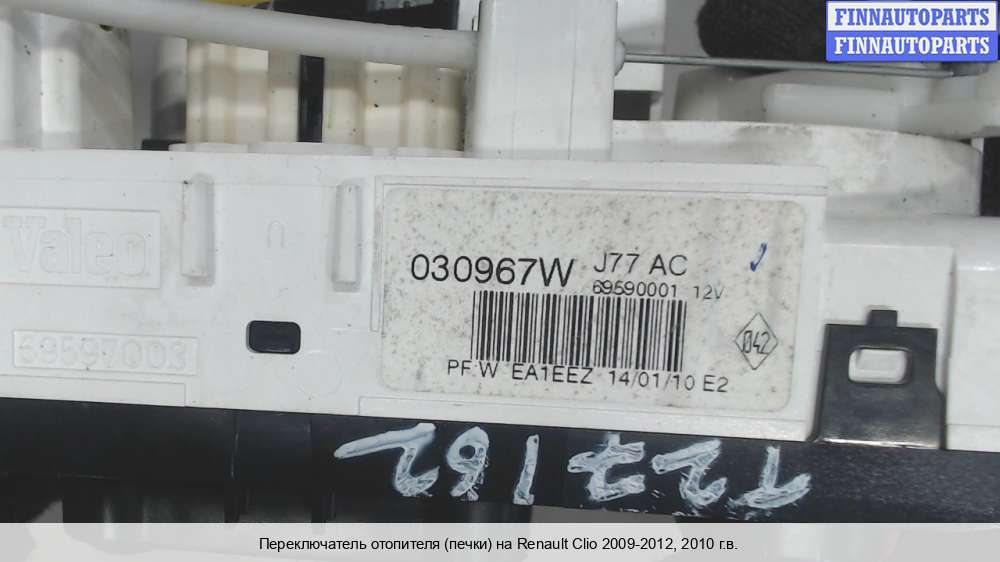 FINNAUTOPARTS
FINNAUTOPARTS
Valeo
69597003
030967W J77 AC
69590001 12V
042
PF:W EA1EEZ 14/01/10 E2
T27162
Переключатель отопителя (печки) на Renault Clio 2009-2012, 2010 г.в.